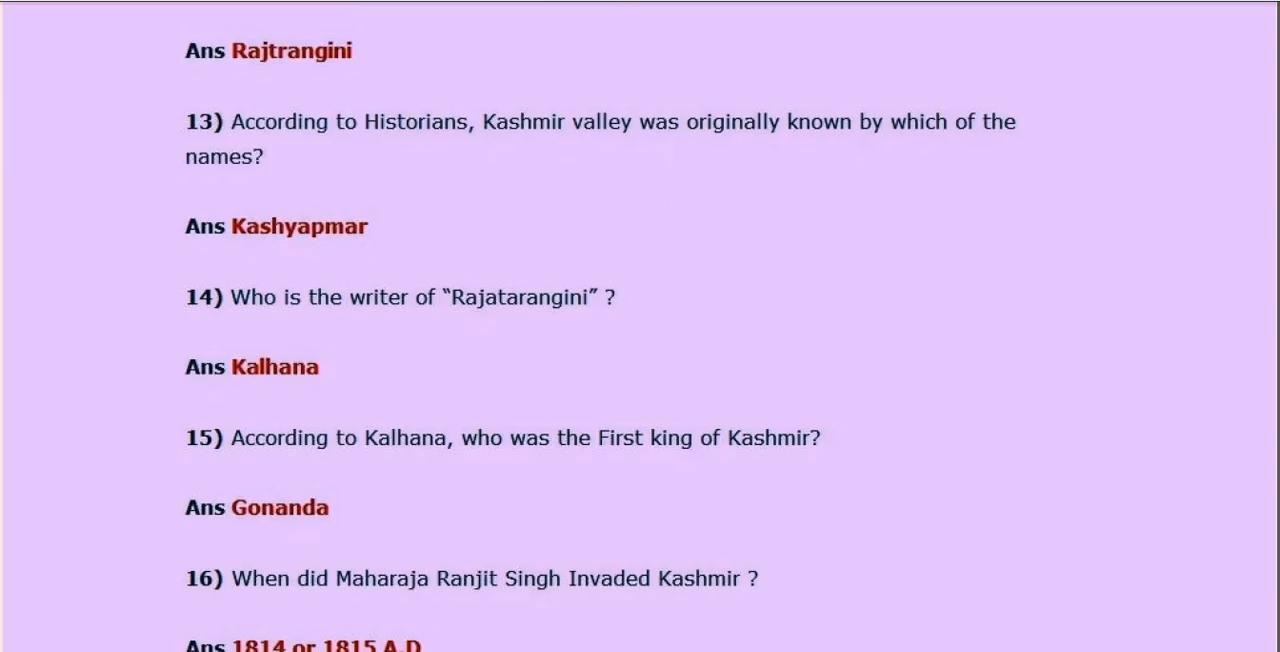 Ans Rajtrangini
13) According to Historians, Kashmir valley was originally known by which of the
names?
Ans Kashyapmar
14) Who is the writer of “Rajatarangini” ?
Ans Kalhana
15) According to Kalhana, who was the First king of Kashmir?
Ans Gonanda
16) When did Maharaja Ranjit Singh Invaded Kashmir ?
Ans 1814 or 1815 A.D